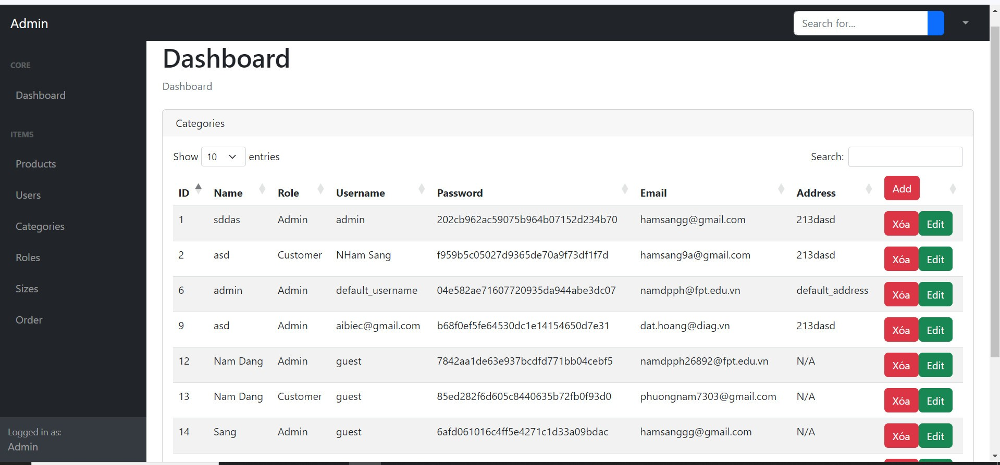 Admin
Search for...
CORE
Dashboard
ITEMS
Products
Users
Categories
Roles
Sizes
Order
Logged in as:
Admin
Dashboard
Dashboard
Categories
Show 10 entries
Search:
ID Name Role Username Password Email Address Add
1 sddas Admin admin 202cb962ac59075b964b07152d234b70 hamsangg@gmail.com 213dasd Xóa Edit
2 asd Customer NHam Sang f959b5c05027d9365de70a9f73df1f7d hamsang9a@gmail.com 213dasd Xóa Edit
6 admin Admin default_username 04e582ae71607720935da944abe3dc07 namdpph@fpt.edu.vn default_address Xóa Edit
9 asd Admin aibiec@gmail.com b68f0ef5fe64530dc1e14154650d7e31 dat.hoang@diag.vn 213dasd Xóa Edit
12 Nam Dang Admin guest 7842aa1de63e937bcdfd771bb04cebf5 namdpph26892@fpt.edu.vn N/A Xóa Edit
13 Nam Dang Customer guest 85ed282f6d605c8440635b72fb0f93d0 phuongnam7303@gmail.com N/A Xóa Edit
14 Sang Admin guest 6afd061016c4ff5e4271c1d33a09bdac hamsanggg@gmail.com N/A Xóa Edit